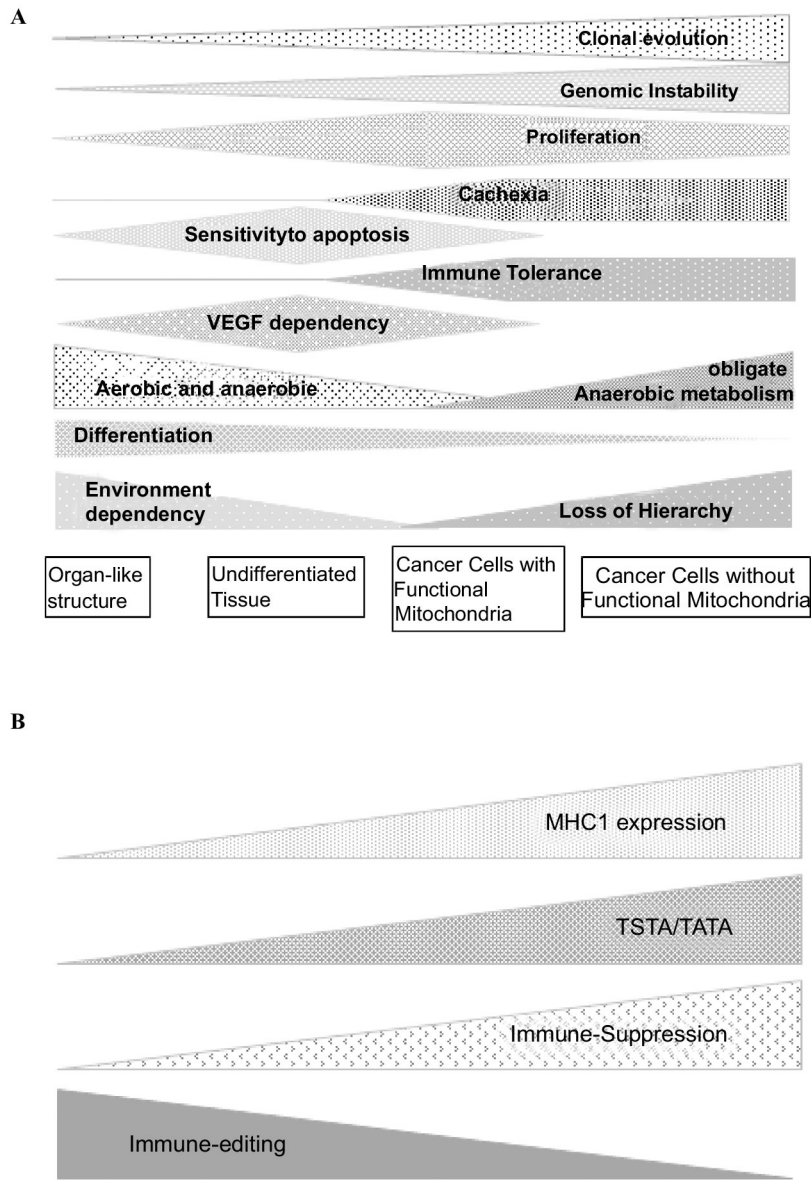 A
Clonal evolution
Genomic Instability
Proliferation
Cachexia
Sensitivityto apoptosis
Immune Tolerance
VEGF dependency
Aerobic and anaerobie
obligate
Anaerobic metabolism
Differentiation
Environment
dependency
Loss of Hierarchy
Organ-like
structure
Undifferentiated
Tissue
Cancer Cells with
Functional
Mitochondria
Cancer Cells without
Functional Mitochondria
B
MHC1 expression
TSTA/TATA
Immune-Suppression
Immune-editing